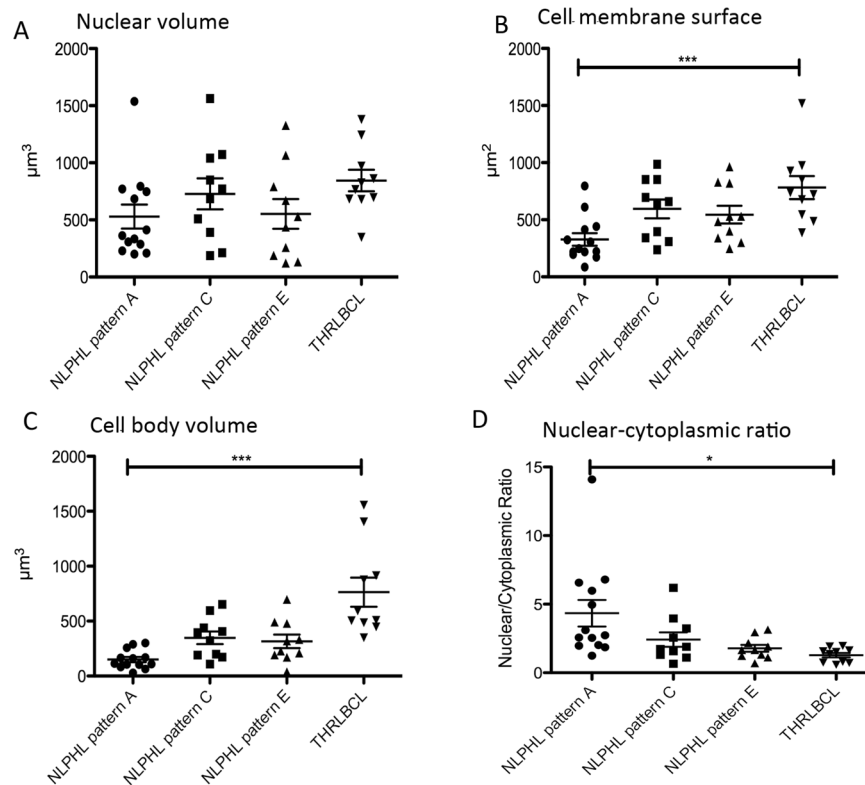 A
Nuclear volume
2000
1500
1000
500
0
µm³
NLPHL pattern A
NLPHL pattern C
NLPHL pattern E
THRLBCL
B
Cell membrane surface
2000
1500
1000
500
0
µm²
***
NLPHL pattern A
NLPHL pattern C
NLPHL pattern E
THRLBCL
C
Cell body volume
2000
1500
1000
500
0
µm³
***
NLPHL pattern A
NLPHL pattern C
NLPHL pattern E
THRLBCL
D
Nuclear-cytoplasmic ratio
15
10
5
0
Nuclear/Cytoplasmic Ratio
*
NLPHL pattern A
NLPHL pattern C
NLPHL pattern E
THRLBCL